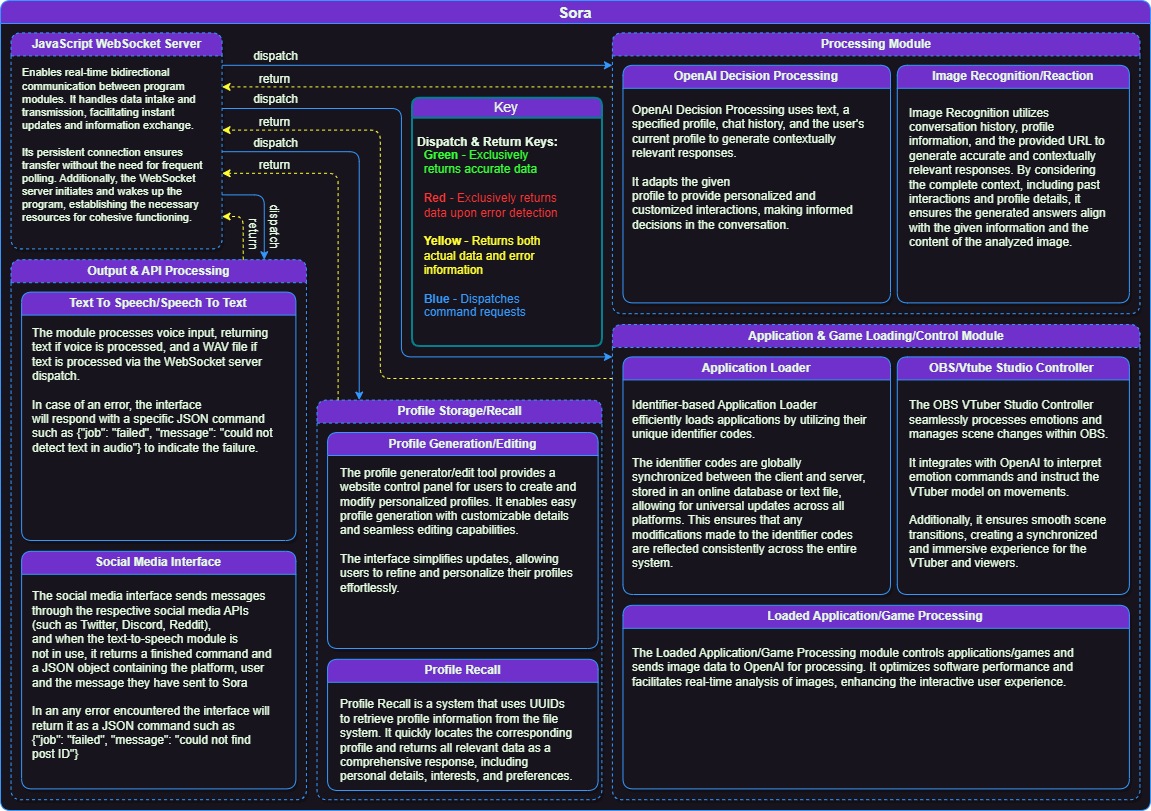 Sora
JavaScript WebSocket Server
Enables real-time bidirectional
communication between program
modules. It handles data intake and
transmission, facilitating instant
updates and information exchange.
Its persistent connection ensures
transfer without the need for frequent
polling. Additionally, the WebSocket
server initiates and wakes up the
program, establishing the necessary
resources for cohesive functioning.
dispatch
return
dispatch
return
dispatch
return
dispatch
return
Key
Dispatch & Return Keys:
Green - Exclusively
returns accurate data
Red - Exclusively returns
data upon error detection
Yellow - Returns both
actual data and error
information
Blue - Dispatches
command requests
Processing Module
OpenAI Decision Processing
OpenAI Decision Processing uses text, a
specified profile, chat history, and the user's
current profile to generate contextually
relevant responses.
It adapts the given
profile to provide personalized and
customized interactions, making informed
decisions in the conversation.
Image Recognition/Reaction
Image Recognition utilizes
conversation history, profile
information, and the provided URL to
generate accurate and contextually
relevant responses. By considering
the complete context, including past
interactions and profile details, it
ensures the generated answers align
with the given information and the
content of the analyzed image.
Output & API Processing
Text To Speech/Speech To Text
The module processes voice input, returning
text if voice is processed, and a WAV file if
text is processed via the WebSocket server
dispatch.
In case of an error, the interface
will respond with a specific JSON command
such as {"job": "failed", "message": "could not
detect text in audio"} to indicate the failure.
Social Media Interface
The social media interface sends messages
through the respective social media APIs
(such as Twitter, Discord, Reddit),
and when the text-to-speech module is
not in use, it returns a finished command and
a JSON object containing the platform, user
and the message they have sent to Sora
In an any error encountered the interface will
return it as a JSON command such as
{"job": "failed", "message": "could not find
post ID"}
Profile Storage/Recall
Profile Generation/Editing
The profile generator/edit tool provides a
website control panel for users to create and
modify personalized profiles. It enables easy
profile generation with customizable details
and seamless editing capabilities.
The interface simplifies updates, allowing
users to refine and personalize their profiles
effortlessly.
Profile Recall
Profile Recall is a system that uses UUIDs
to retrieve profile information from the file
system. It quickly locates the corresponding
profile and returns all relevant data as a
comprehensive response, including
personal details, interests, and preferences.
Application & Game Loading/Control Module
Application Loader
Identifier-based Application Loader
efficiently loads applications by utilizing their
unique identifier codes.
The identifier codes are globally
synchronized between the client and server,
stored in an online database or text file,
allowing for universal updates across all
platforms. This ensures that any
modifications made to the identifier codes
are reflected consistently across the entire
system.
OBS/Vtube Studio Controller
The OBS VTuber Studio Controller
seamlessly processes emotions and
manages scene changes within OBS.
It integrates with OpenAI to interpret
emotion commands and instruct the
VTuber model on movements.
Additionally, it ensures smooth scene
transitions, creating a synchronized
and immersive experience for the
VTuber and viewers.
Loaded Application/Game Processing
The Loaded Application/Game Processing module controls applications/games and
sends image data to OpenAI for processing. It optimizes software performance and
facilitates real-time analysis of images, enhancing the interactive user experience.